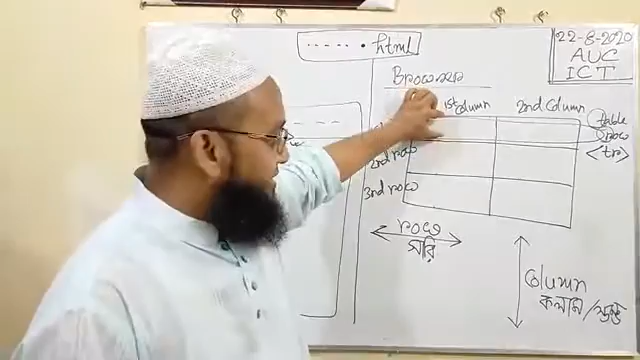 ...... . html
22-8-2020
AUC
ICT
Browser
1st column 2nd Column
table
row
<tr>
2nd row
3rd row
row
সারি
Column
কলাম / স্তম্ভ